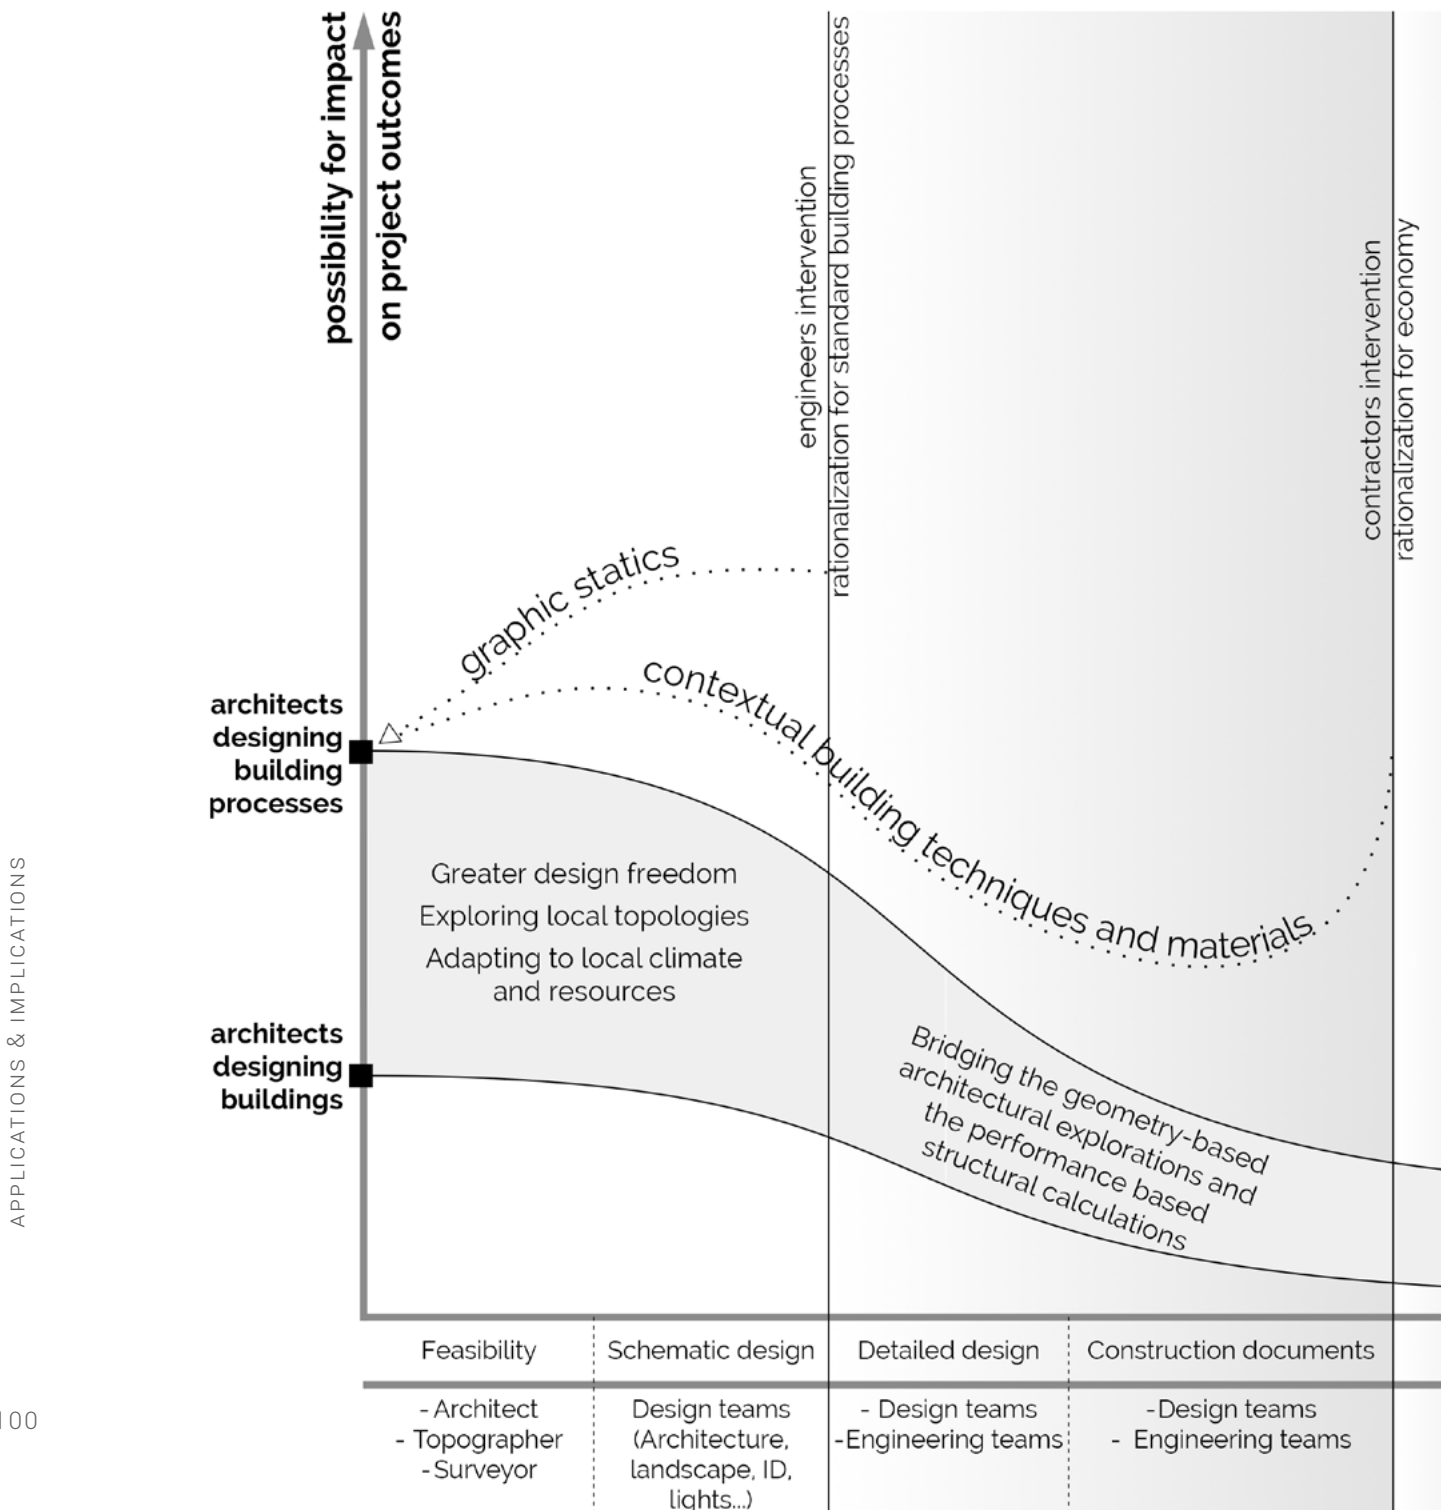 possibility for impact
on project outcomes
engineers intervention
rationalization for standard building processes
contractors intervention
rationalization for economy
graphic statics
contextual building techniques and materials
architects
designing
building
processes
Greater design freedom
Exploring local topologies
Adapting to local climate
and resources
architects
designing
buildings
Bridging the geometry-based
architectural explorations and
the performance based
structural calculations
Feasibility
Schematic design
Detailed design
Construction documents
-Architect
- Topographer
-Surveyor
Design teams
(Architecture,
landscape, ID,
lights...)
- Design teams
-Engineering teams
-Design teams
- Engineering teams
APPLICATIONS & IMPLICATIONS
100